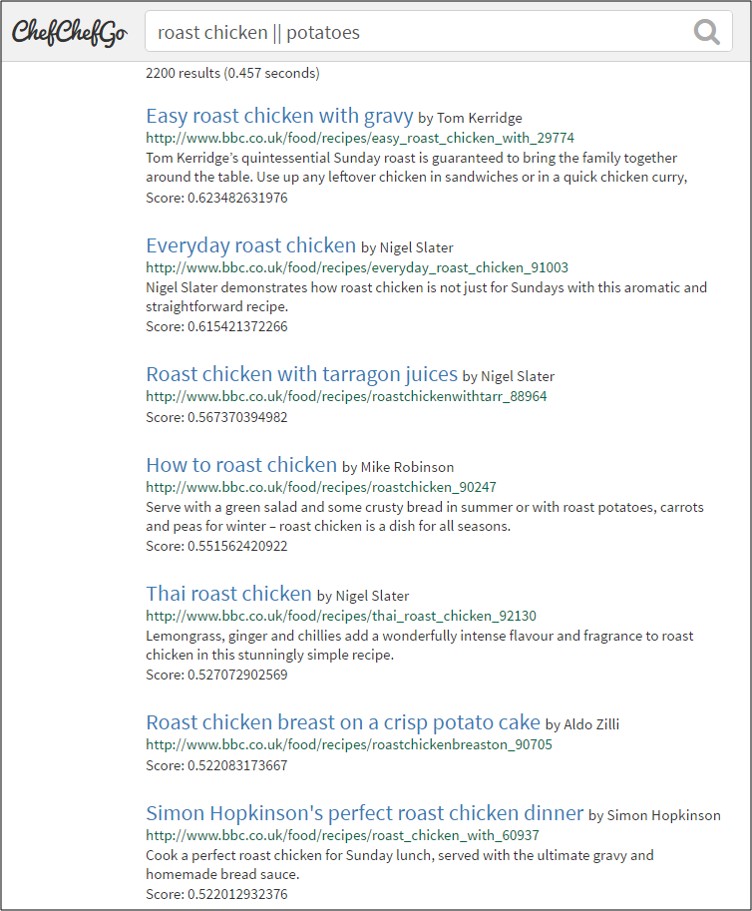 ChefChefGo
roast chicken || potatoes
2200 results (0.457 seconds)
Easy roast chicken with gravy by Tom Kerridge
http://www.bbc.co.uk/food/recipes/easy_roast_chicken_with_29774
Tom Kerridge's quintessential Sunday roast is guaranteed to bring the family together
around the table. Use up any leftover chicken in sandwiches or in a quick chicken curry,
Score: 0.623482631976
Everyday roast chicken by Nigel Slater
http://www.bbc.co.uk/food/recipes/everyday_roast_chicken_91003
Nigel Slater demonstrates how roast chicken is not just for Sundays with this aromatic and
straightforward recipe.
Score: 0.615421372266
Roast chicken with tarragon juices by Nigel Slater
http://www.bbc.co.uk/food/recipes/roastchickenwithtarr_88964
Score: 0.567370394982
How to roast chicken by Mike Robinson
http://www.bbc.co.uk/food/recipes/roastchicken_90247
Serve with a green salad and some crusty bread in summer or with roast potatoes, carrots
and peas for winter – roast chicken is a dish for all seasons.
Score: 0.551562420922
Thai roast chicken by Nigel Slater
http://www.bbc.co.uk/food/recipes/thai_roast_chicken_92130
Lemongrass, ginger and chillies add a wonderfully intense flavour and fragrance to roast
chicken in this stunningly simple recipe.
Score: 0.527072902569
Roast chicken breast on a crisp potato cake by Aldo Zilli
http://www.bbc.co.uk/food/recipes/roastchickenbreaston_90705
Score: 0.522083173667
Simon Hopkinson's perfect roast chicken dinner by Simon Hopkinson
http://www.bbc.co.uk/food/recipes/roast_chicken_with_60937
Cook a perfect roast chicken for Sunday lunch, served with the ultimate gravy and
homemade bread sauce.
Score: 0.522012932376